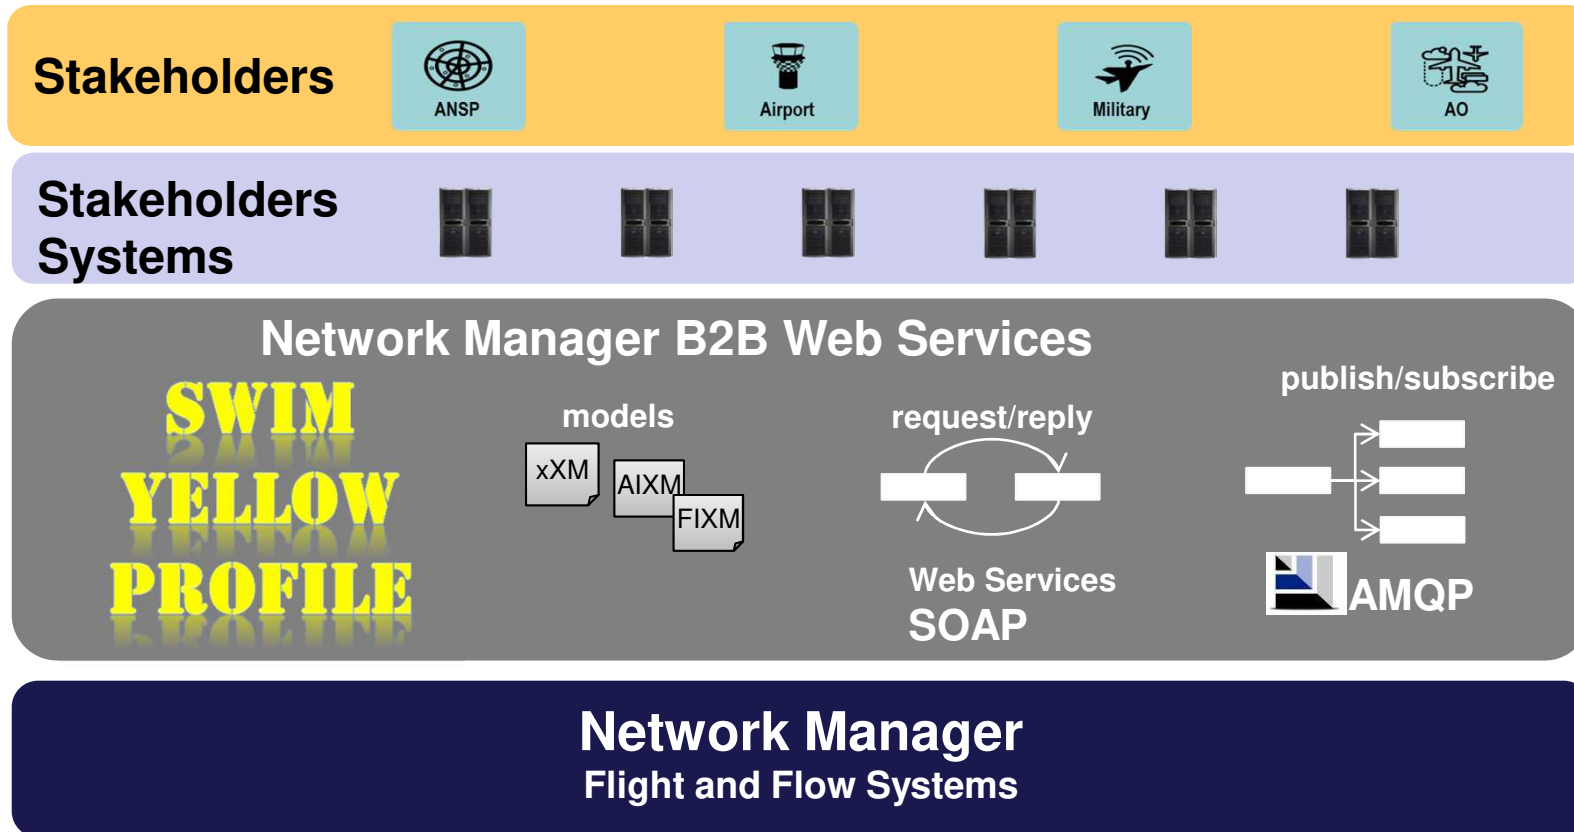 Stakeholders
ANSP
Airport
Military
AO
Stakeholders
Systems
Network Manager B2B Web Services
SWIM
YELLOW
PROFILE
models
xXM
AIXM
FIXM
request/reply
Web Services
SOAP
publish/subscribe
AMQP
Network Manager
Flight and Flow Systems